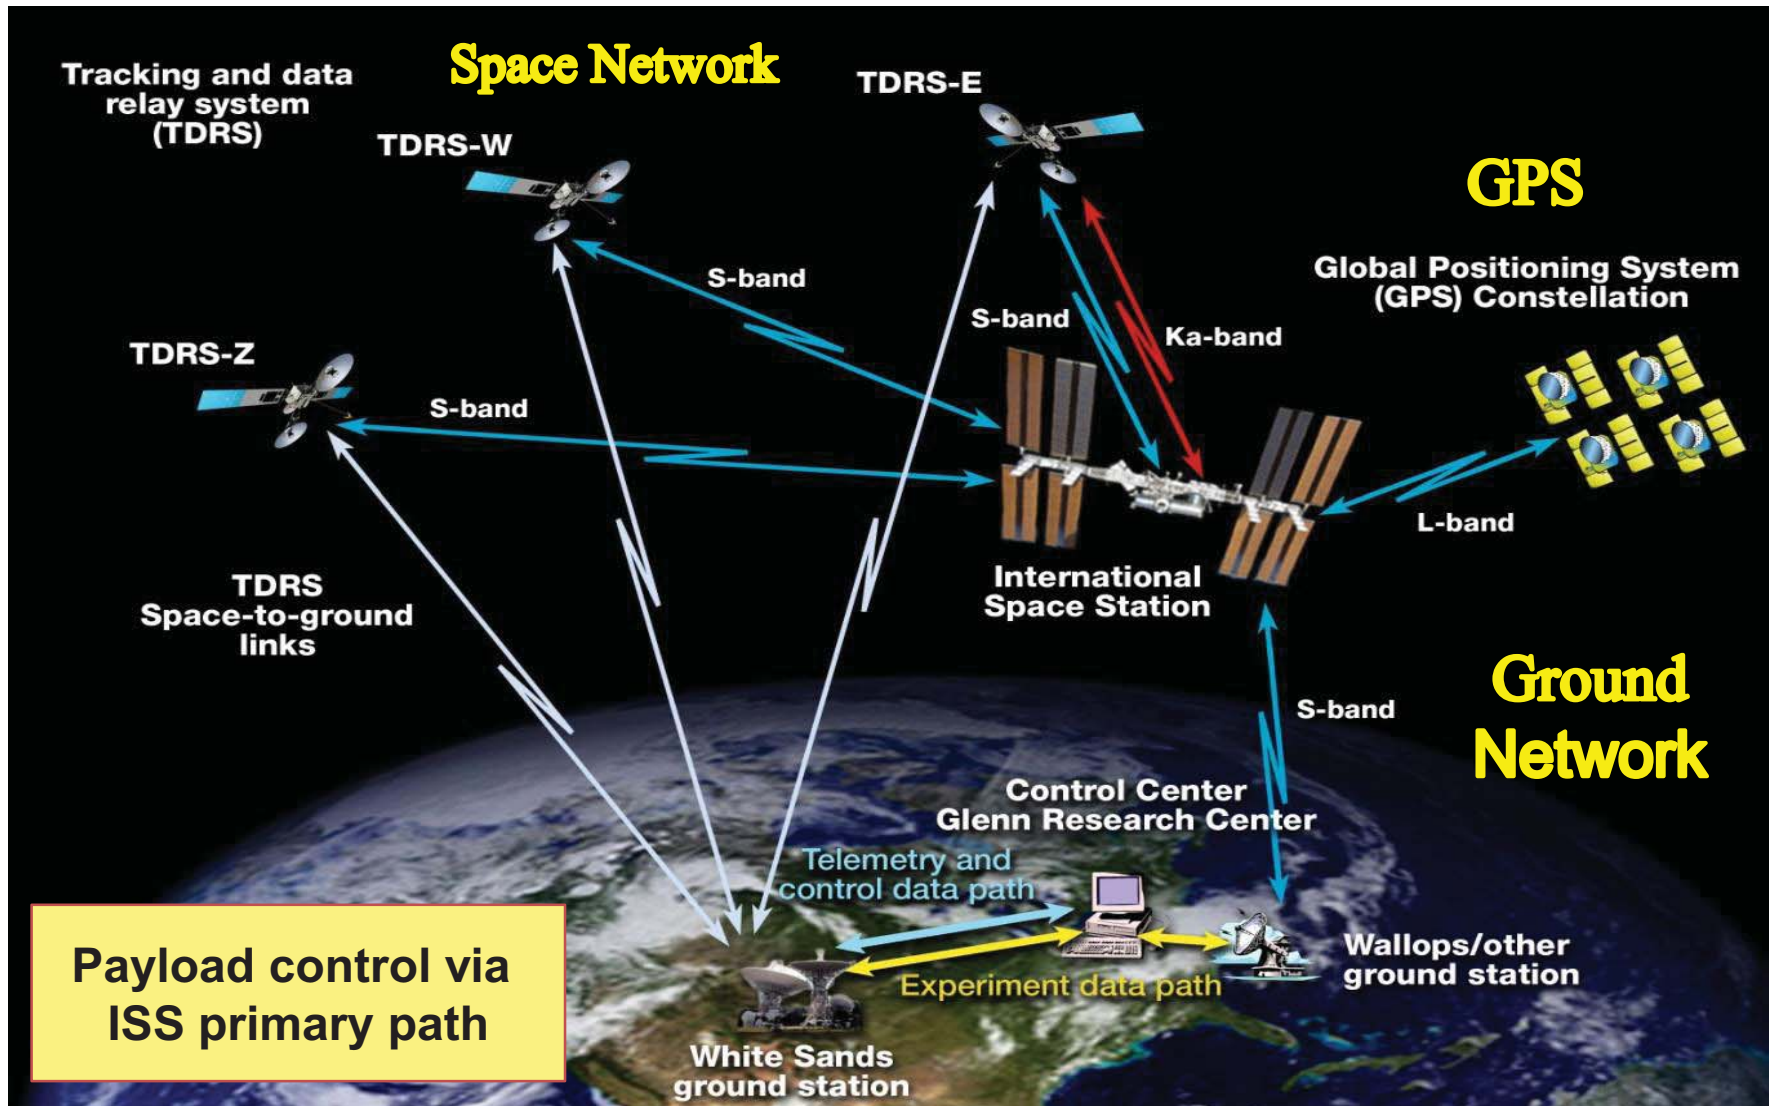 Space Network
Tracking and data
relay system
(TDRS)
TDRS-E
TDRS-W
GPS
Global Positioning System
(GPS) Constellation
S-band
S-band
Ka-band
TDRS-Z
S-band
L-band
International
Space Station
TDRS
Space-to-ground
links
Ground
Network
S-band
Control Center
Glenn Research Center
Telemetry and
control data path
Wallops/other
ground station
Experiment data path
Payload control via
ISS primary path
White Sands
ground station